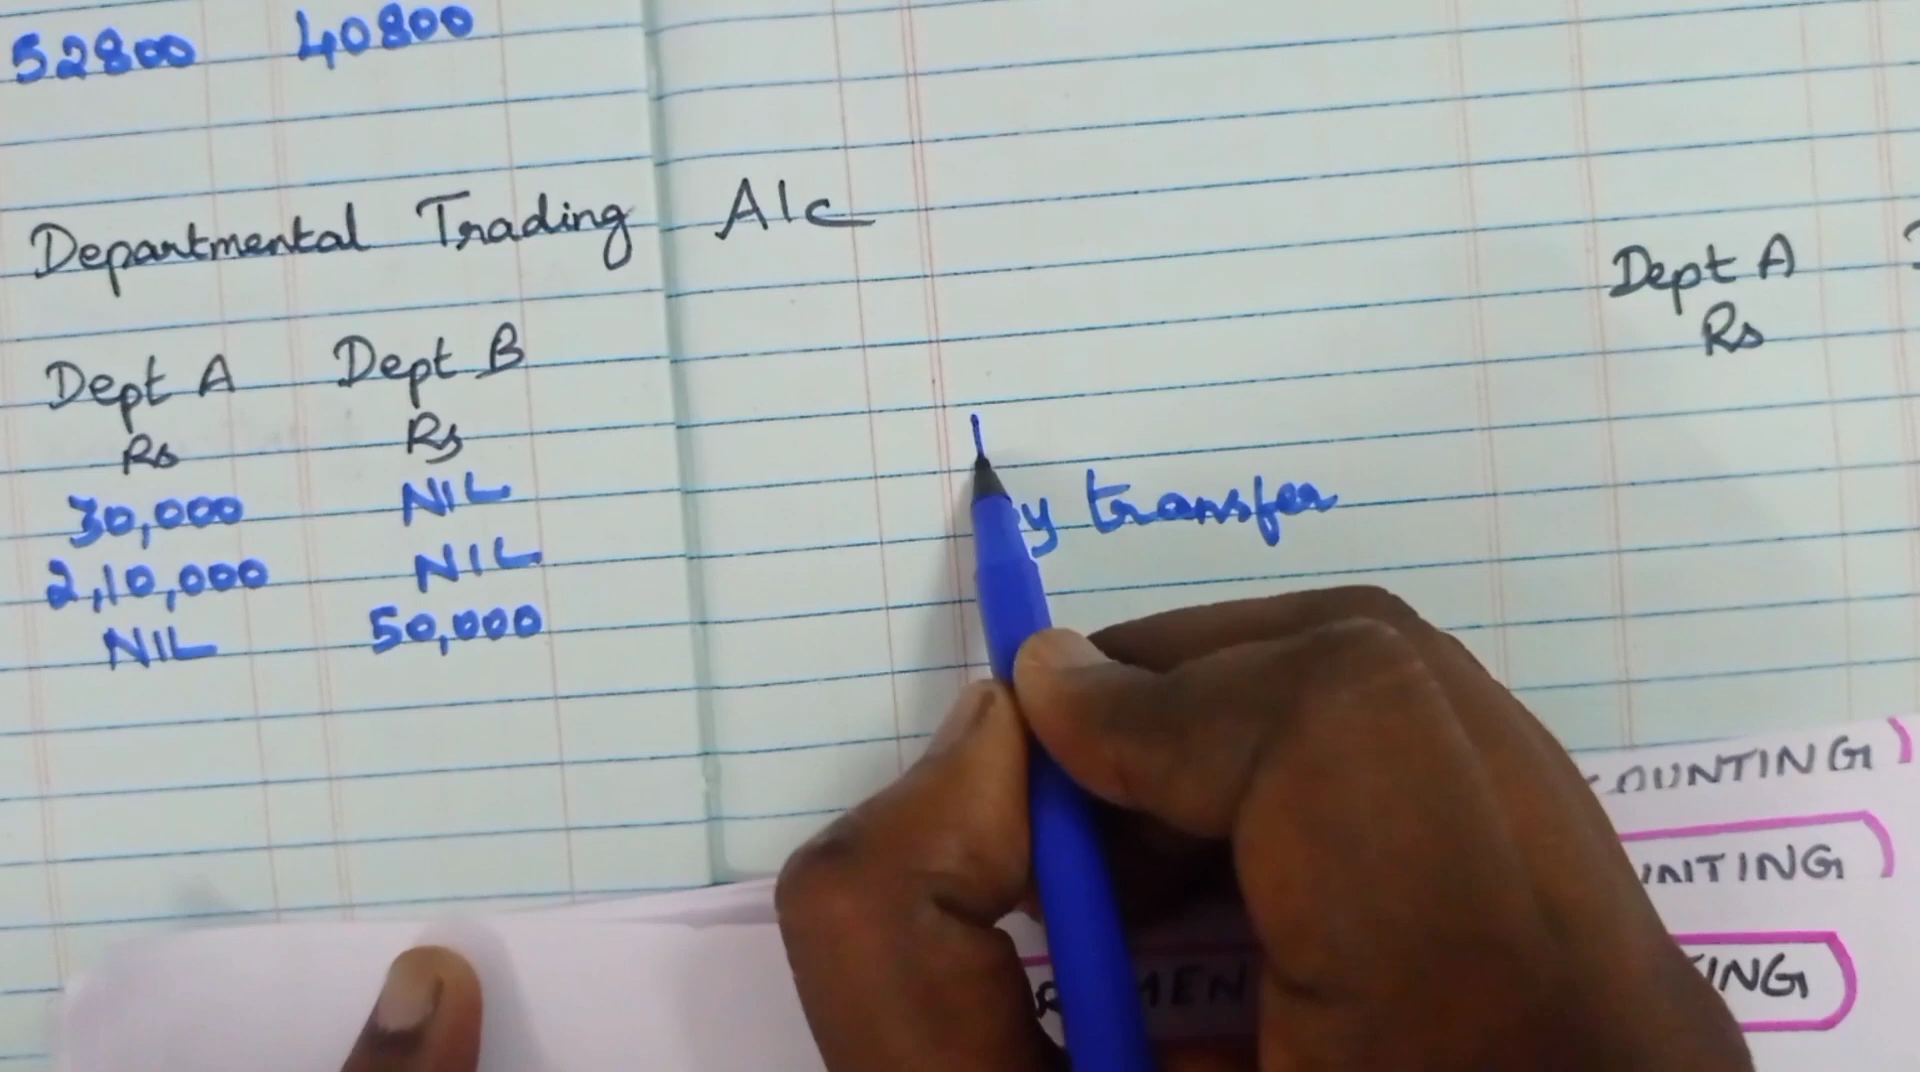 52800 40800
Departmental Trading A/c
Dept A Dept B Dept A
Rs Rs Rs
30,000 NIL
2,10,000 NIL
NIL 50,000
y transfer
OUNTING
NTING
MEN ING